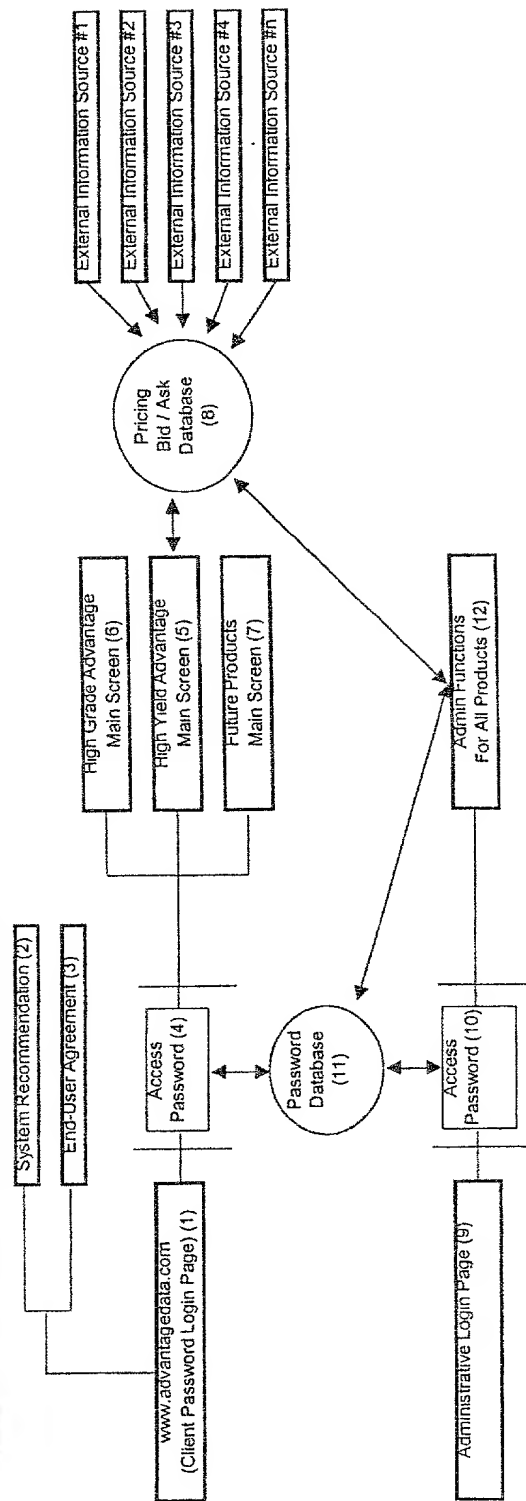 System Recommendation (2)
End-User Agreement (3)
www.advantagedata.com
(Client Password Login Page) (1)
Access
Password (4)
High Grade Advantage
Main Screen (6)
High Yield Advantage
Main Screen (5)
Future Products
Main Screen (7)
Pricing
Bid / Ask
Database
(8)
External Information Source #1
External Information Source #2
External Information Source #3
External Information Source #4
External Information Source #n
Password
Database
(11)
Administrative Login Page (9)
Access
Password (10)
Admin Functions
For All Products (12)